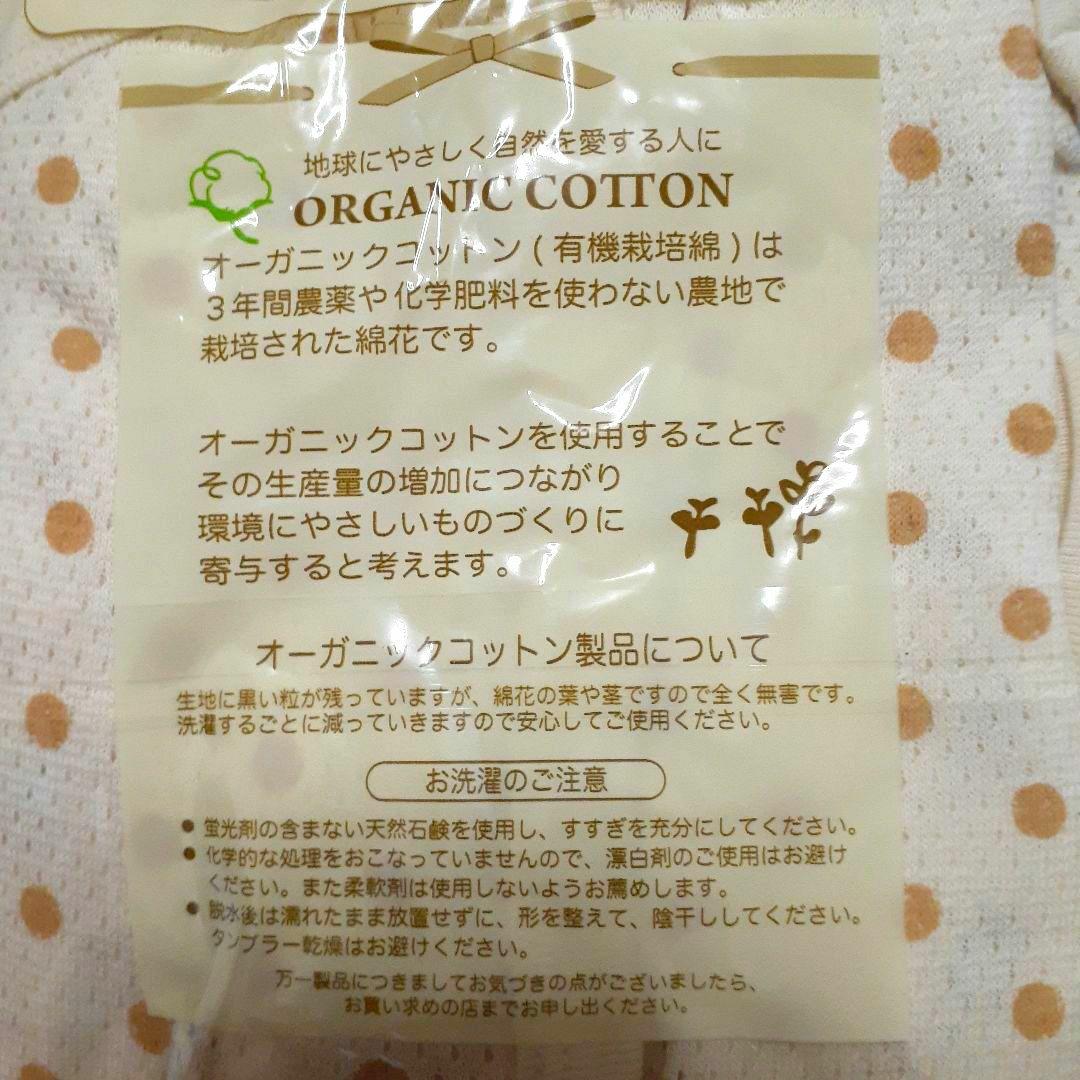 地球にやさしく自然を愛する人に
ORGANIC COTTON
オーガニックコットン(有機栽培綿)は
3年間農薬や化学肥料を使わない農地で
栽培された綿花です。
オーガニックコットンを使用することで
その生産量の増加につながり
環境にやさしいものづくりに
寄与すると考えます。
オーガニックコットン製品について
生地に黒い粒が残っていますが、綿花の葉や茎ですので全く無害です。
洗濯するごとに減っていきますので安心してご使用ください。
お洗濯のご注意
● 蛍光剤の含まない天然石鹸を使用し、すすぎを充分にしてください。
● 化学的な処理をおこなっていませんので、漂白剤のご使用はお避け
ください。また柔軟剤は使用しないようお薦めします。
● 脱水後は濡れたまま放置せずに、形を整えて、陰干ししてください。
タンブラー乾燥はお避けください。
万一製品につきましてお気づきの点がございましたら、
お買い求めの店までお申し出ください。